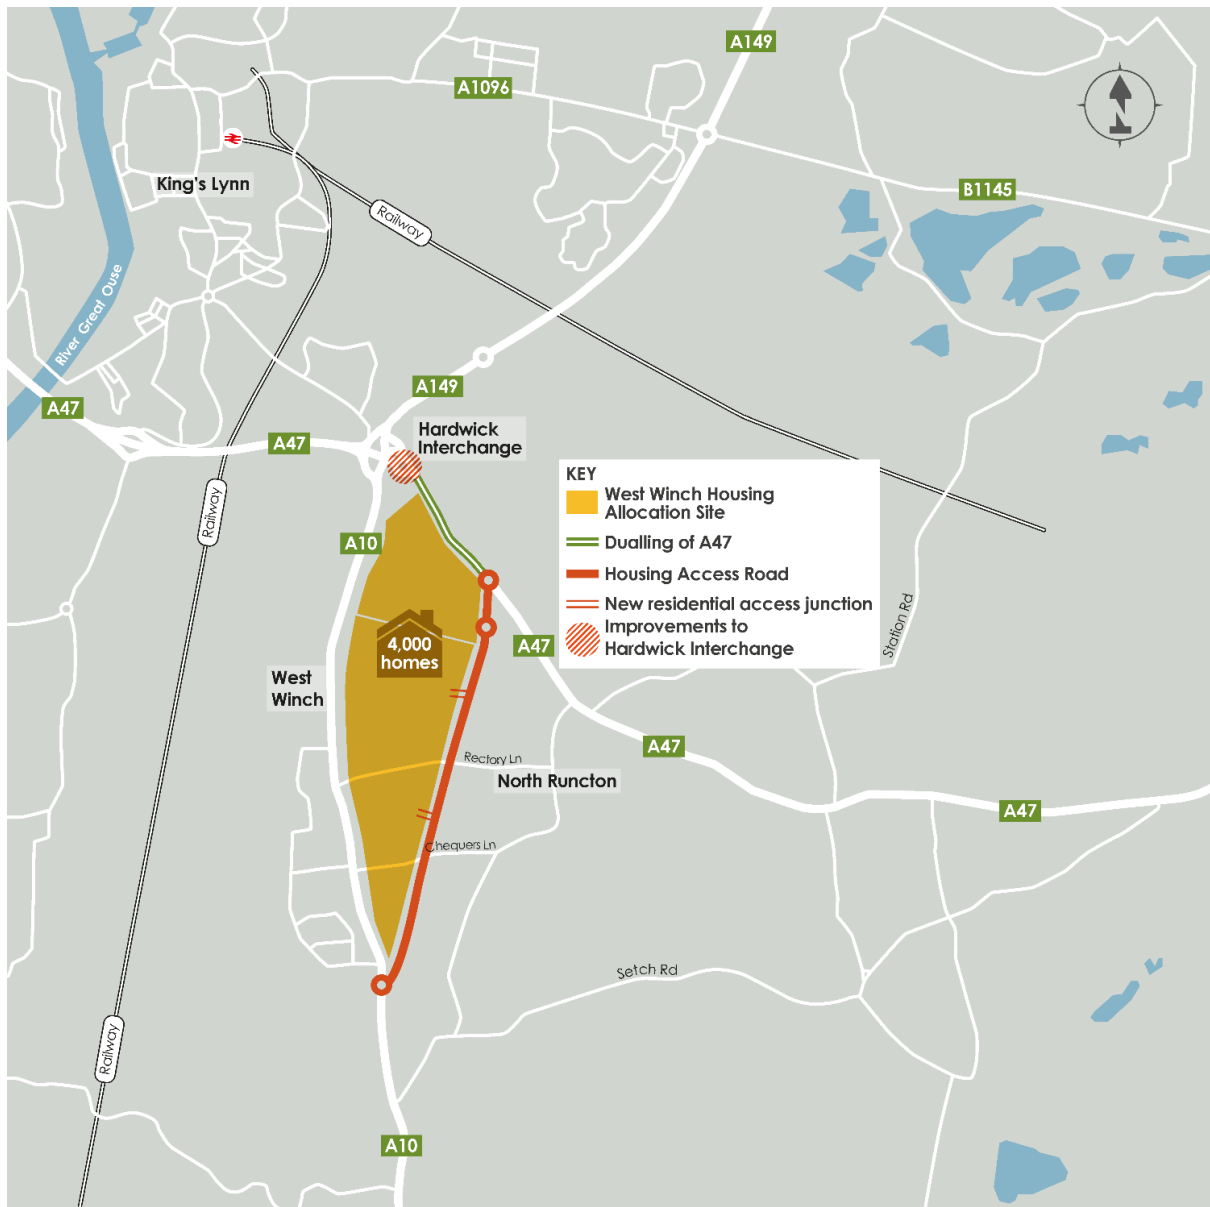 A149
A1096
King's Lynn
Railway
B1145
River Great Ouse
A149
A47
A47
Hardwick
Interchange
KEY
West Winch Housing
Allocation Site
Dualling of A47
Housing Access Road
New residential access junction
Improvements to
Hardwick Interchange
Railway
A10
Station Rd
4,000
homes
A47
West
Winch
A47
Rectory Ln
North Runcton
A47
Chequers Ln
Setch Rd
Railway
A10